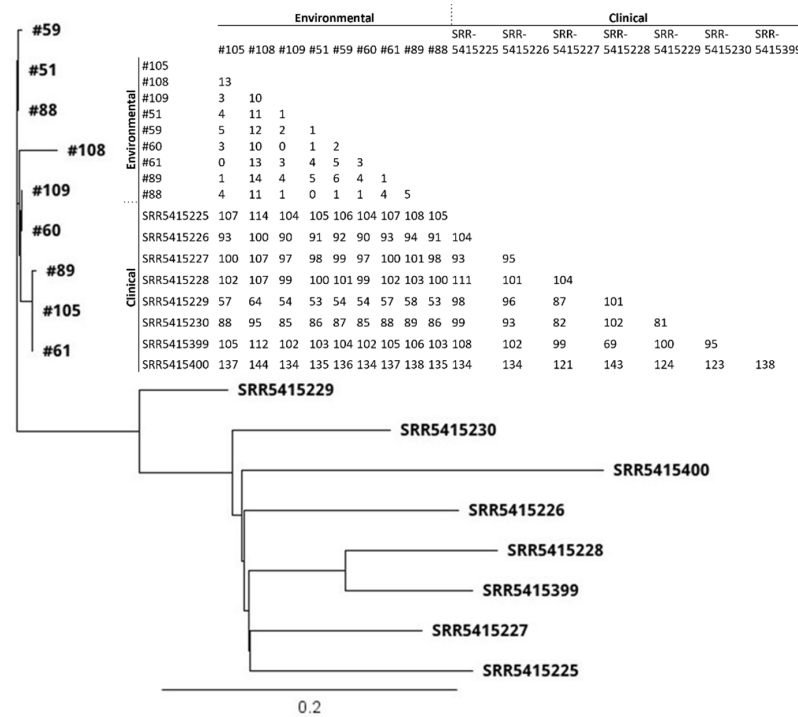 Environmental Clinical
#105 #108 #109 #51 #59 #60 #61 #89 #88 SRR-5415225 SRR-5415226 SRR-5415227 SRR-5415228 SRR-5415229 SRR-5415230 SRR-5415399
Environmental
#105
#108 13
#109 3 10
#51 4 11 1
#59 5 12 2 1
#60 3 10 0 1 2
#61 0 13 3 4 5 3
#89 1 14 4 5 6 4 1
#88 4 11 1 0 1 1 4 5
Clinical
SRR5415225 107 114 104 105 106 104 107 108 105
SRR5415226 93 100 90 91 92 90 93 94 91 104
SRR5415227 100 107 97 98 99 97 100 101 98 93 95
SRR5415228 102 107 99 100 101 99 102 103 100 111 101 104
SRR5415229 57 64 54 53 54 54 57 58 53 98 96 87 101
SRR5415230 88 95 85 86 87 85 88 89 86 99 93 82 102 81
SRR5415399 105 112 102 103 104 102 105 106 103 108 102 99 69 100 95
SRR5415400 137 144 134 135 136 134 137 138 135 134 134 121 143 124 123 138
#59
#51
#88
#108
#109
#60
#89
#105
#61
SRR5415229
SRR5415230
SRR5415400
SRR5415226
SRR5415228
SRR5415399
SRR5415227
SRR5415225
0.2